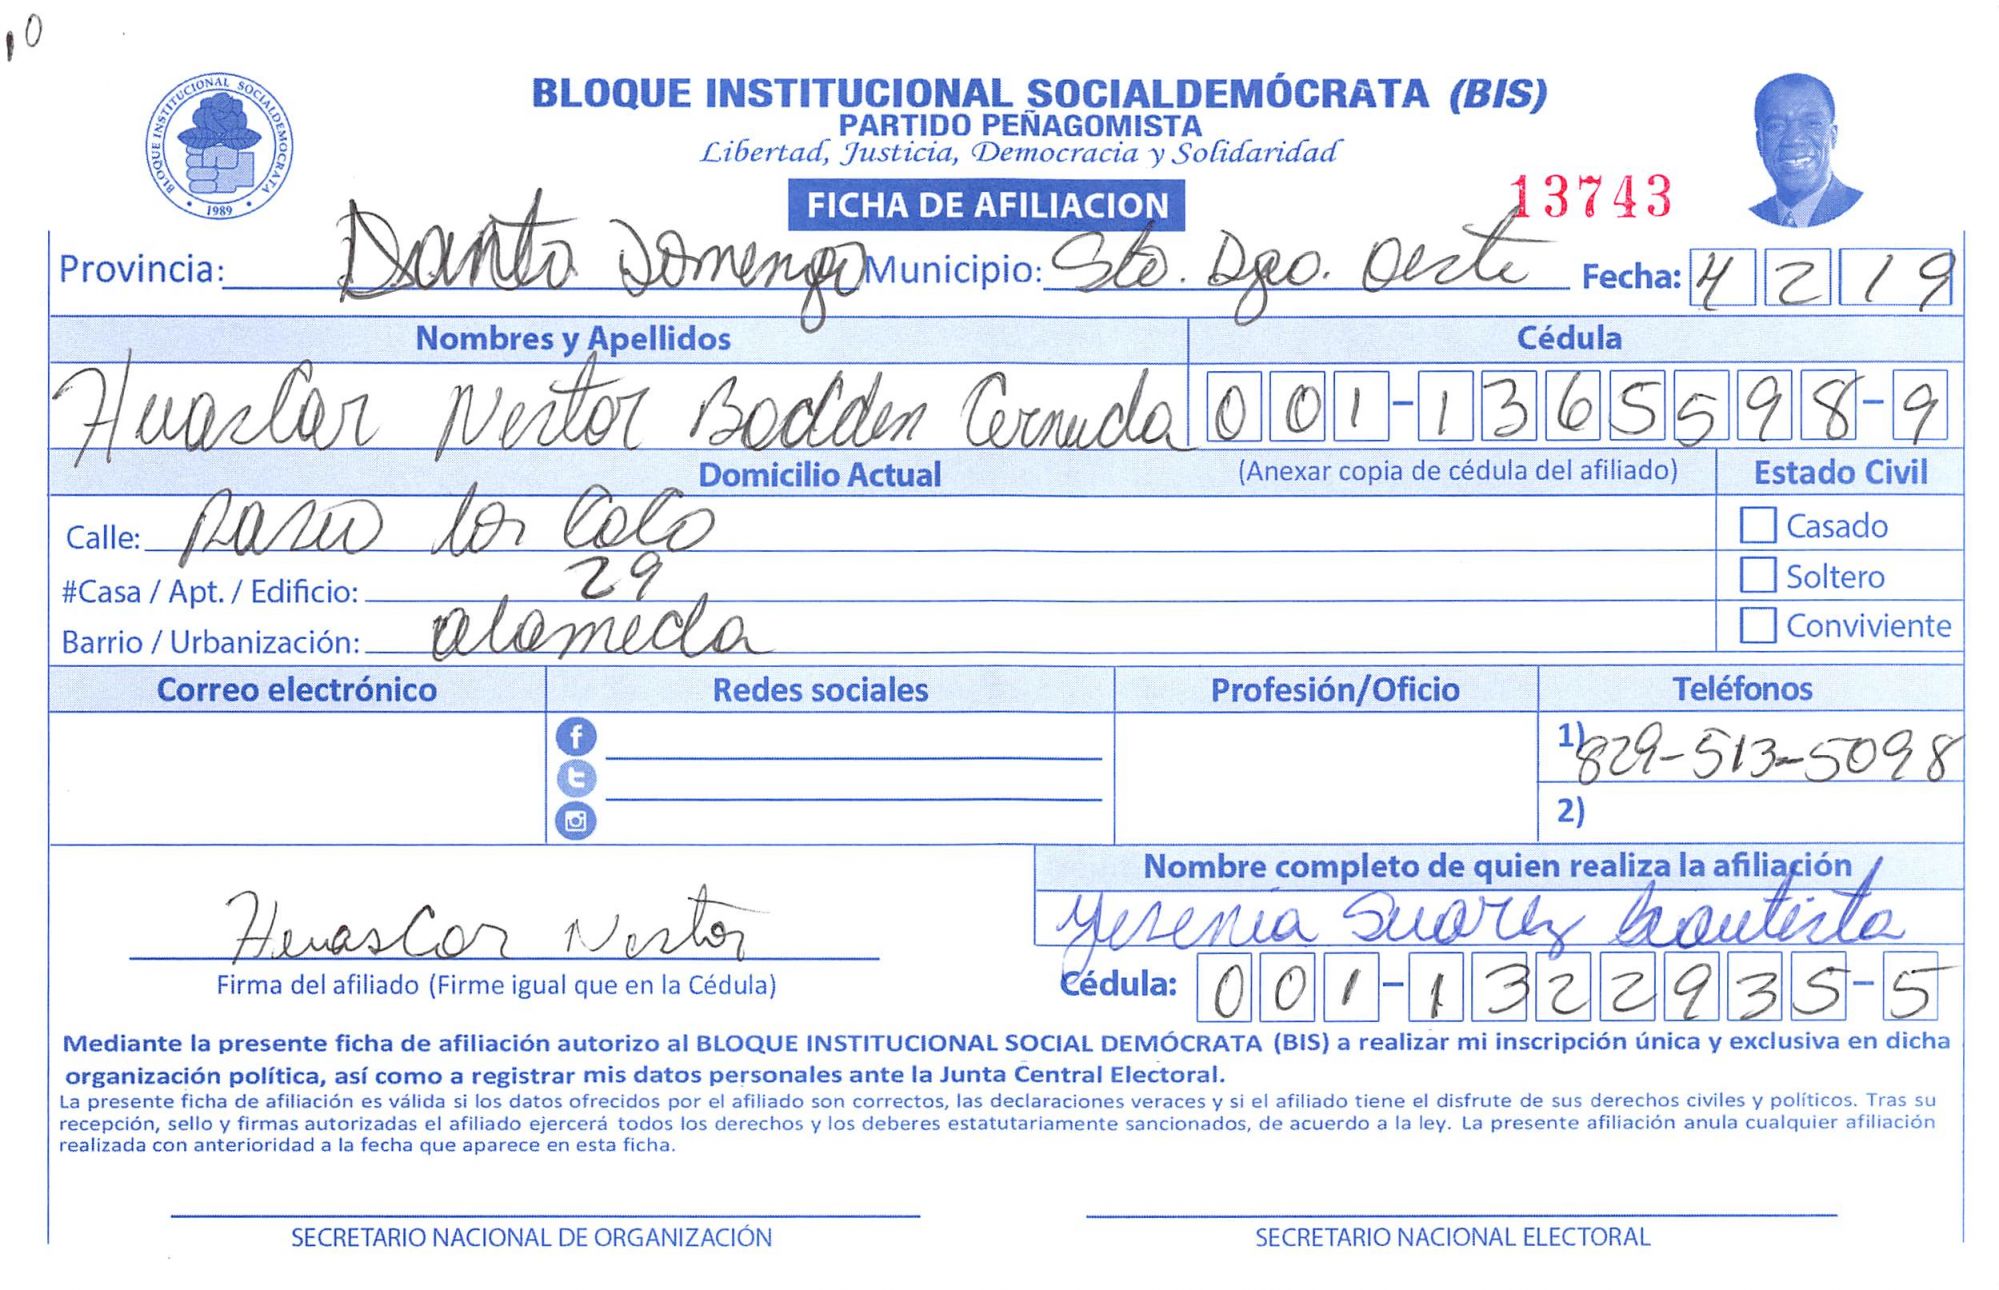 10
BLOQUE INSTITUCIONAL SOCIALDEMÓCRATA (BIS)
PARTIDO PEÑAGOMISTA
Libertad, Justicia, Democracia y Solidaridad
BLOQUE INSTITUCIONAL SOCIALDEMOCRATA
• 1989 •
FICHA DE AFILIACION
13743
Provincia: Santo Domingo Municipio: Sto. Dgo. Oeste Fecha: 4 2 19
Nombres y Apellidos Cédula
Huascar Nestor Bodden Cernuda 001-1365598-9
Domicilio Actual (Anexar copia de cédula del afiliado) Estado Civil
Calle: Paseo los Coco Casado
#Casa / Apt. / Edificio: 29 Soltero
Barrio / Urbanización: alameda Conviviente
Correo electrónico Redes sociales Profesión/Oficio Teléfonos
1) 829-513-5098
2)
Nombre completo de quien realiza la afiliación
Yesenia Suarez bautista
Huascar Nestor
Firma del afiliado (Firme igual que en la Cédula) Cédula: 001-1322935-5
Mediante la presente ficha de afiliación autorizo al BLOQUE INSTITUCIONAL SOCIAL DEMÓCRATA (BIS) a realizar mi inscripción única y exclusiva en dicha
organización política, así como a registrar mis datos personales ante la Junta Central Electoral.
La presente ficha de afiliación es válida si los datos ofrecidos por el afiliado son correctos, las declaraciones veraces y si el afiliado tiene el disfrute de sus derechos civiles y políticos. Tras su
recepción, sello y firmas autorizadas el afiliado ejercerá todos los derechos y los deberes estatutariamente sancionados, de acuerdo a la ley. La presente afiliación anula cualquier afiliación
realizada con anterioridad a la fecha que aparece en esta ficha.
SECRETARIO NACIONAL DE ORGANIZACIÓN SECRETARIO NACIONAL ELECTORAL